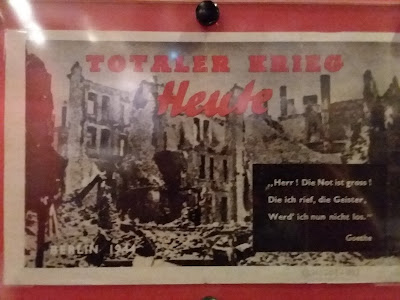 TOTALER KRIEG
Heute
„Herr! Die Not ist gross!
Die ich rief, die Geister,
Werd' ich nun nicht los."
Goethe
BERLIN